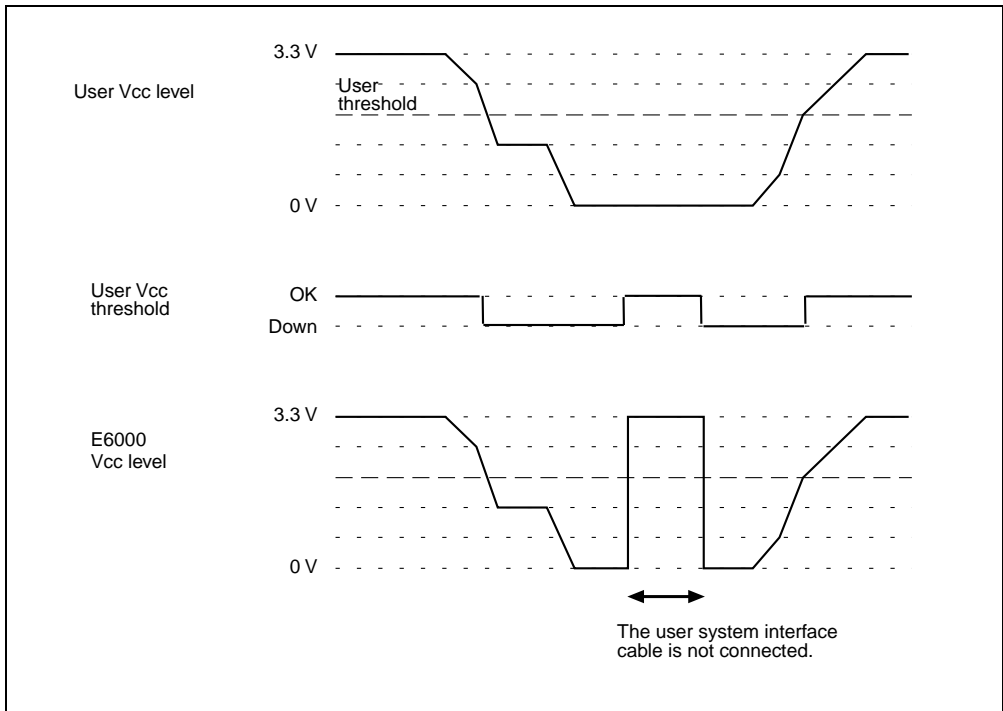 3.3 V
User Vcc level
User
threshold
0 V
User Vcc
threshold
OK
Down
3.3 V
E6000
Vcc level
0 V
The user system interface
cable is not connected.